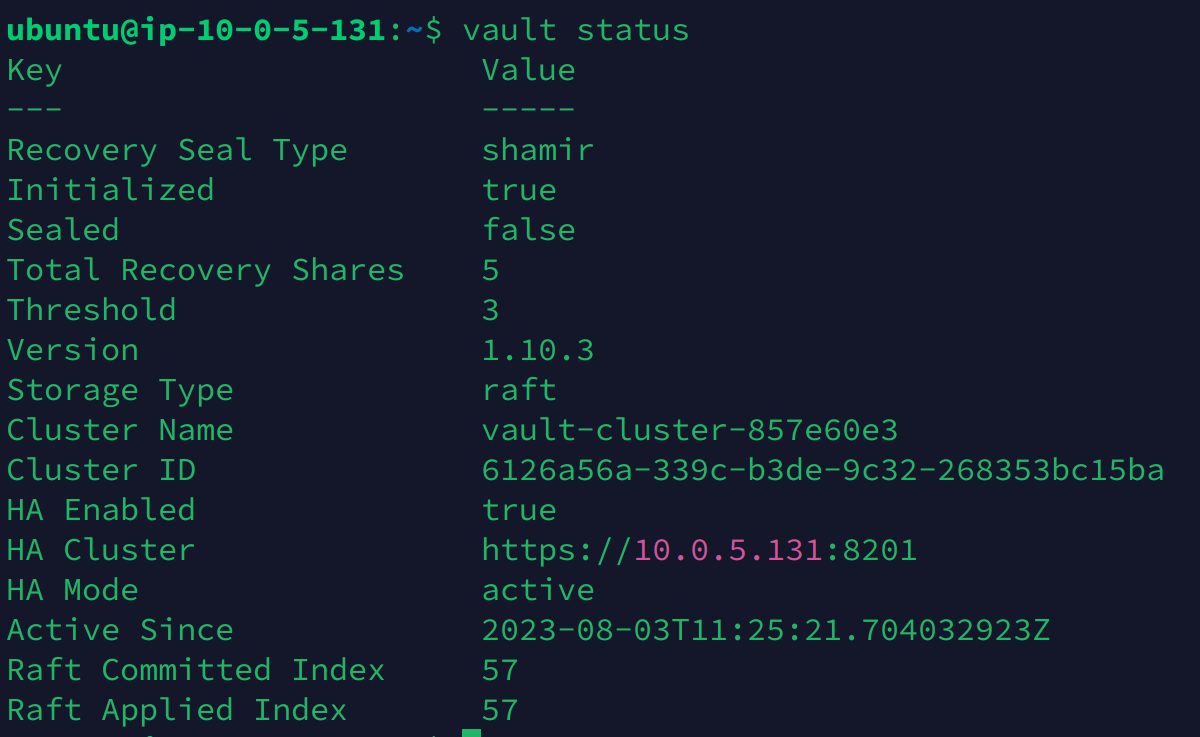 ubuntu@ip-10-0-5-131:~$ vault status
Key                      Value
---                      -----
Recovery Seal Type       shamir
Initialized              true
Sealed                   false
Total Recovery Shares    5
Threshold                3
Version                  1.10.3
Storage Type             raft
Cluster Name             vault-cluster-857e60e3
Cluster ID               6126a56a-339c-b3de-9c32-268353bc15ba
HA Enabled               true
HA Cluster               https://10.0.5.131:8201
HA Mode                  active
Active Since             2023-08-03T11:25:21.704032923Z
Raft Committed Index     57
Raft Applied Index       57